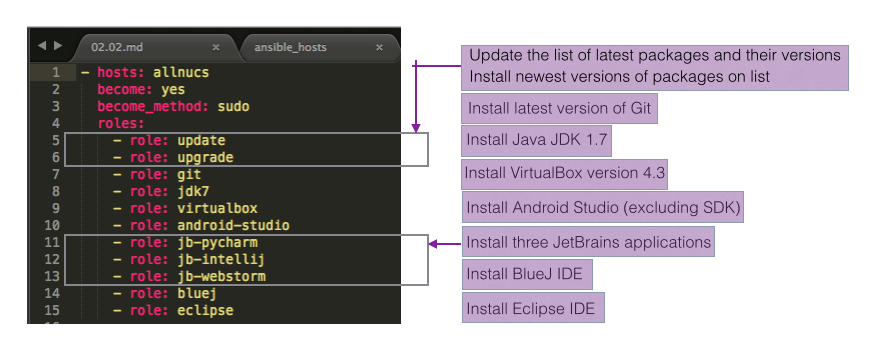 02.02.md × ansible_hosts ×
1 - hosts: allnucs
2 become: yes
3 become_method: sudo
4 roles:
5 - role: update
6 - role: upgrade
7 - role: git
8 - role: jdk7
9 - role: virtualbox
10 - role: android-studio
11 - role: jb-pycharm
12 - role: jb-intellij
13 - role: jb-webstorm
14 - role: bluej
15 - role: eclipse
Update the list of latest packages and their versions
Install newest versions of packages on list
Install latest version of Git
Install Java JDK 1.7
Install VirtualBox version 4.3
Install Android Studio (excluding SDK)
Install three JetBrains applications
Install BlueJ IDE
Install Eclipse IDE